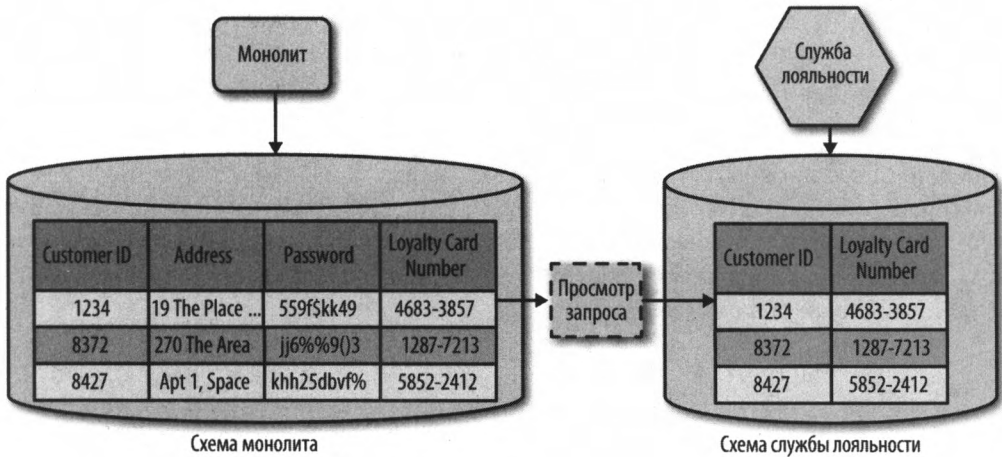 Монолит
Служба
лояльности
Customer ID Address Password Loyalty Card
Number
1234 19 The Place ... 559f$kk49 4683-3857
8372 270 The Area jj6%%9()3 1287-7213
8427 Apt 1, Space khh25dbvf% 5852-2412
Просмотр
запроса
Customer ID Loyalty Card
Number
1234 4683-3857
8372 1287-7213
8427 5852-2412
Схема монолита
Схема службы лояльности